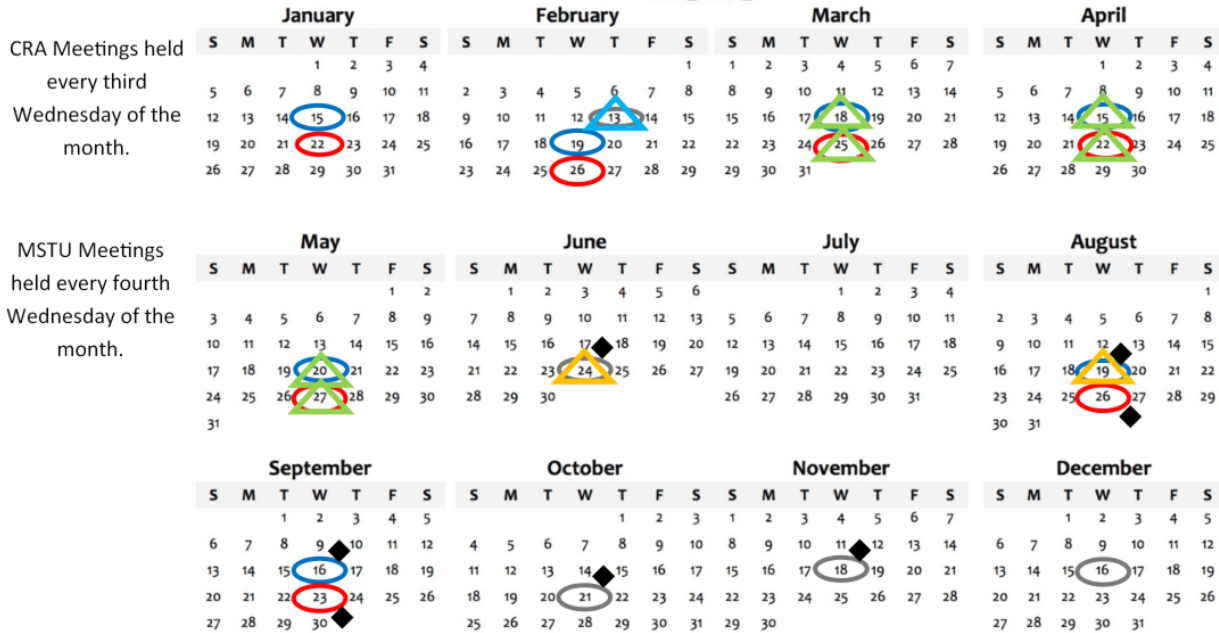 CRA Meetings held
every third
Wednesday of the
month.
January
S M T W T F S
1 2 3 4
5 6 7 8 9 10 11
12 13 14 15 16 17 18
19 20 21 22 23 24 25
26 27 28 29 30 31
February
S M T W T F S
1
2 3 4 5 6 7 8
9 10 11 12 13 14 15
16 17 18 19 20 21 22
23 24 25 26 27 28 29
March
S M T W T F S
1 2 3 4 5 6 7
8 9 10 11 12 13 14
15 16 17 18 19 20 21
22 23 24 25 26 27 28
29 30 31
April
S M T W T F S
1 2 3 4
5 6 7 8 9 10 11
12 13 14 15 16 17 18
19 20 21 22 23 24 25
26 27 28 29 30
MSTU Meetings
held every fourth
Wednesday of the
month.
May
S M T W T F S
1 2
3 4 5 6 7 8 9
10 11 12 13 14 15 16
17 18 19 20 21 22 23
24 25 26 27 28 29 30
31
June
S M T W T F S
1 2 3 4 5 6
7 8 9 10 11 12 13
14 15 16 17 18 19 20
21 22 23 24 25 26 27
28 29 30
July
S M T W T F S
1 2 3 4
5 6 7 8 9 10 11
12 13 14 15 16 17 18
19 20 21 22 23 24 25
26 27 28 29 30 31
August
S M T W T F S
1
2 3 4 5 6 7 8
9 10 11 12 13 14 15
16 17 18 19 20 21 22
23 24 25 26 27 28 29
30 31
September
S M T W T F S
1 2 3 4 5
6 7 8 9 10 11 12
13 14 15 16 17 18 19
20 21 22 23 24 25 26
27 28 29 30
October
S M T W T F S
1 2 3
4 5 6 7 8 9 10
11 12 13 14 15 16 17
18 19 20 21 22 23 24
25 26 27 28 29 30 31
November
S M T W T F S
1 2 3 4 5 6 7
8 9 10 11 12 13 14
15 16 17 18 19 20 21
22 23 24 25 26 27 28
29 30
December
S M T W T F S
1 2 3 4 5
6 7 8 9 10 11 12
13 14 15 16 17 18 19
20 21 22 23 24 25 26
27 28 29 30 31